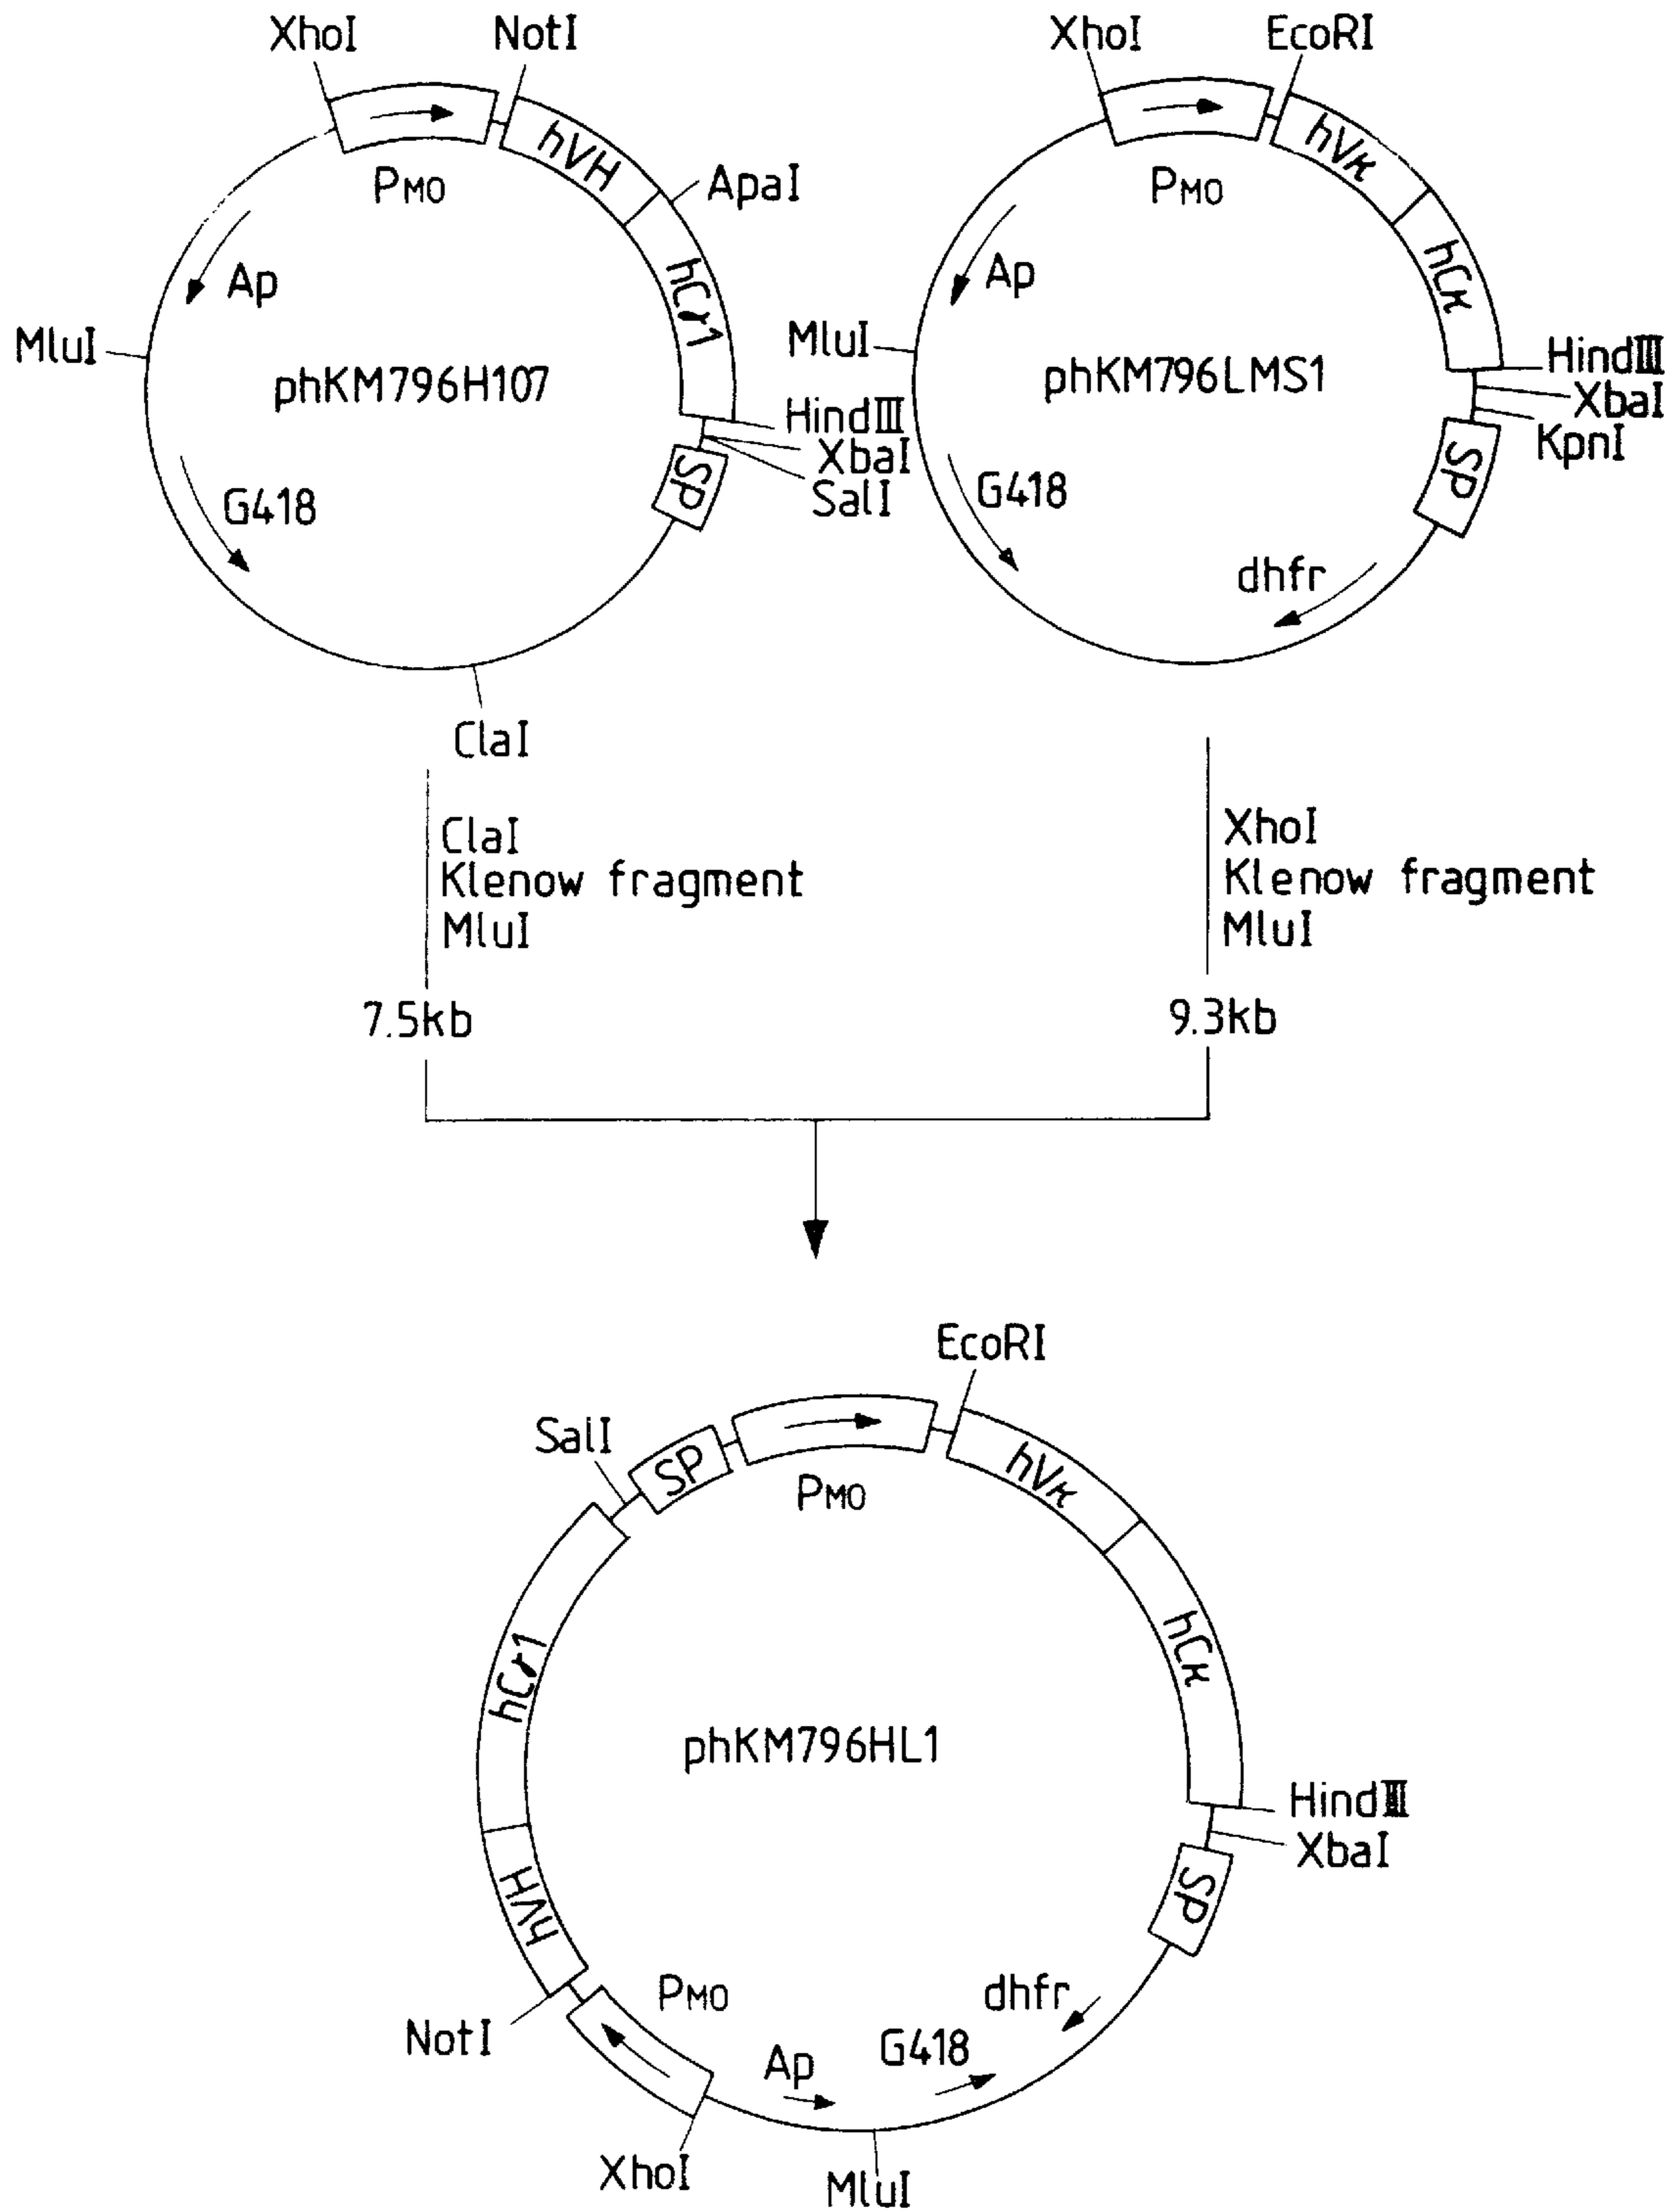 XhoI
NotI
hVH
PMO
ApaI
Ap
hCγ1
MluI
phKM796H107
HindⅢ
XbaI
SalI
SP
G418
ClaI
XhoI
EcoRI
hVκ
PMO
hCκ
Ap
MluI
phKM796LMS1
HindⅢ
XbaI
KpnI
SP
G418
dhfr
ClaI
Klenow fragment
MluI
7.5kb
XhoI
Klenow fragment
MluI
9.3kb
EcoRI
SalI
SP
PMO
hVκ
hCκ
hCγ1
phKM796HL1
HindⅢ
XbaI
SP
hVH
NotI
PMO
Ap
G418
dhfr
XhoI
MluI